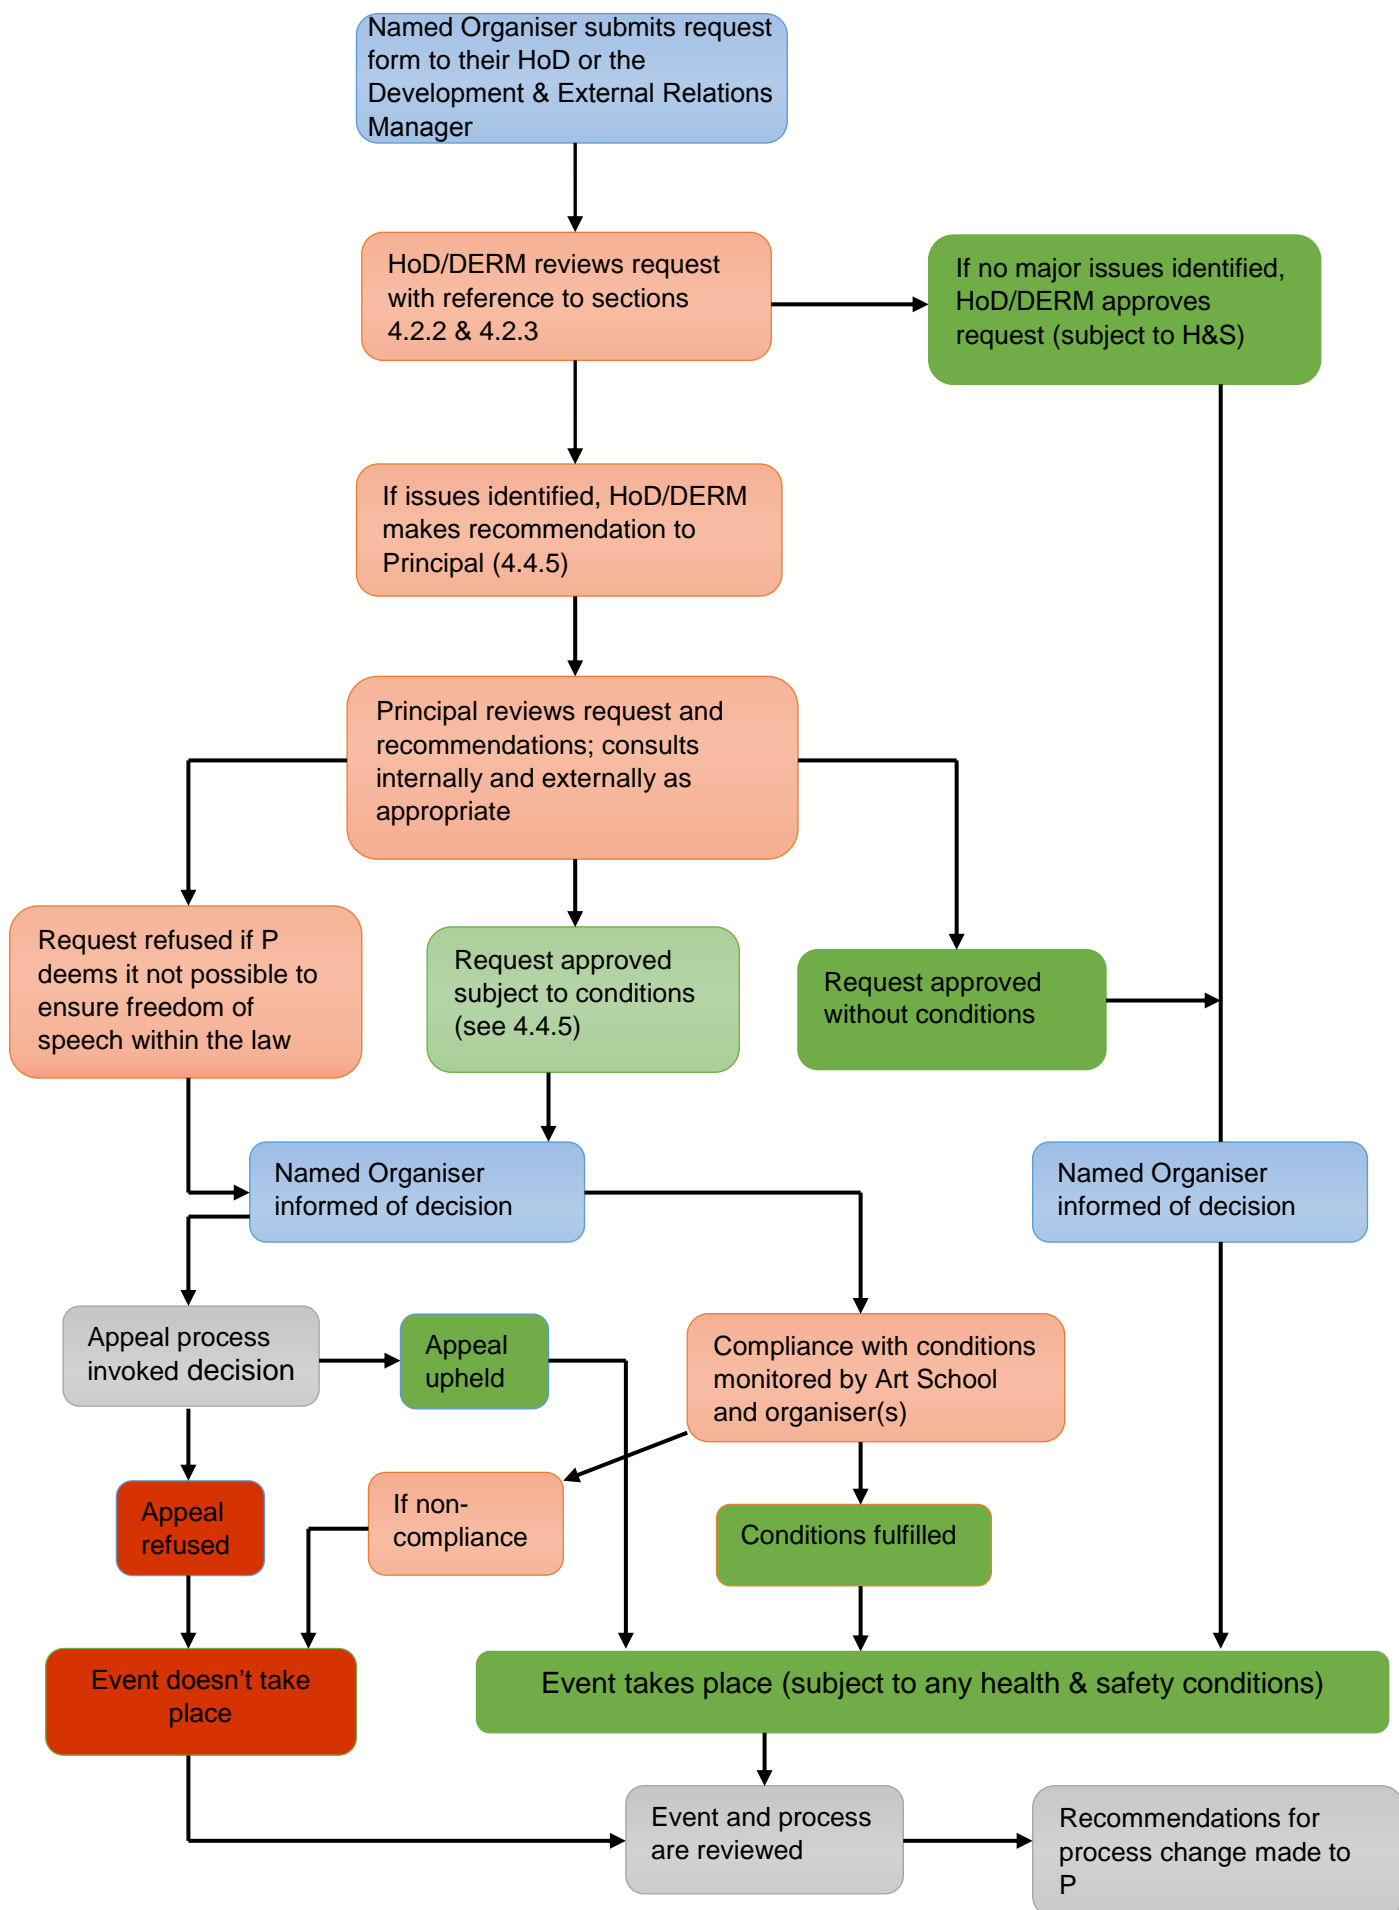 Named Organiser submits request
form to their HoD or the
Development & External Relations
Manager
HoD/DERM reviews request
with reference to sections
4.2.2 & 4.2.3
If no major issues identified,
HoD/DERM approves
request (subject to H&S)
If issues identified, HoD/DERM
makes recommendation to
Principal (4.4.5)
Principal reviews request and
recommendations; consults
internally and externally as
appropriate
Request refused if P
deems it not possible to
ensure freedom of
speech within the law
Request approved
subject to conditions
(see 4.4.5)
Request approved
without conditions
Named Organiser
informed of decision
Named Organiser
informed of decision
Appeal process
invoked decision
Appeal
upheld
Compliance with conditions
monitored by Art School
and organiser(s)
Appeal
refused
If non-
compliance
Conditions fulfilled
Event doesn’t take
place
Event takes place (subject to any health & safety conditions)
Event and process
are reviewed
Recommendations for
process change made to
P